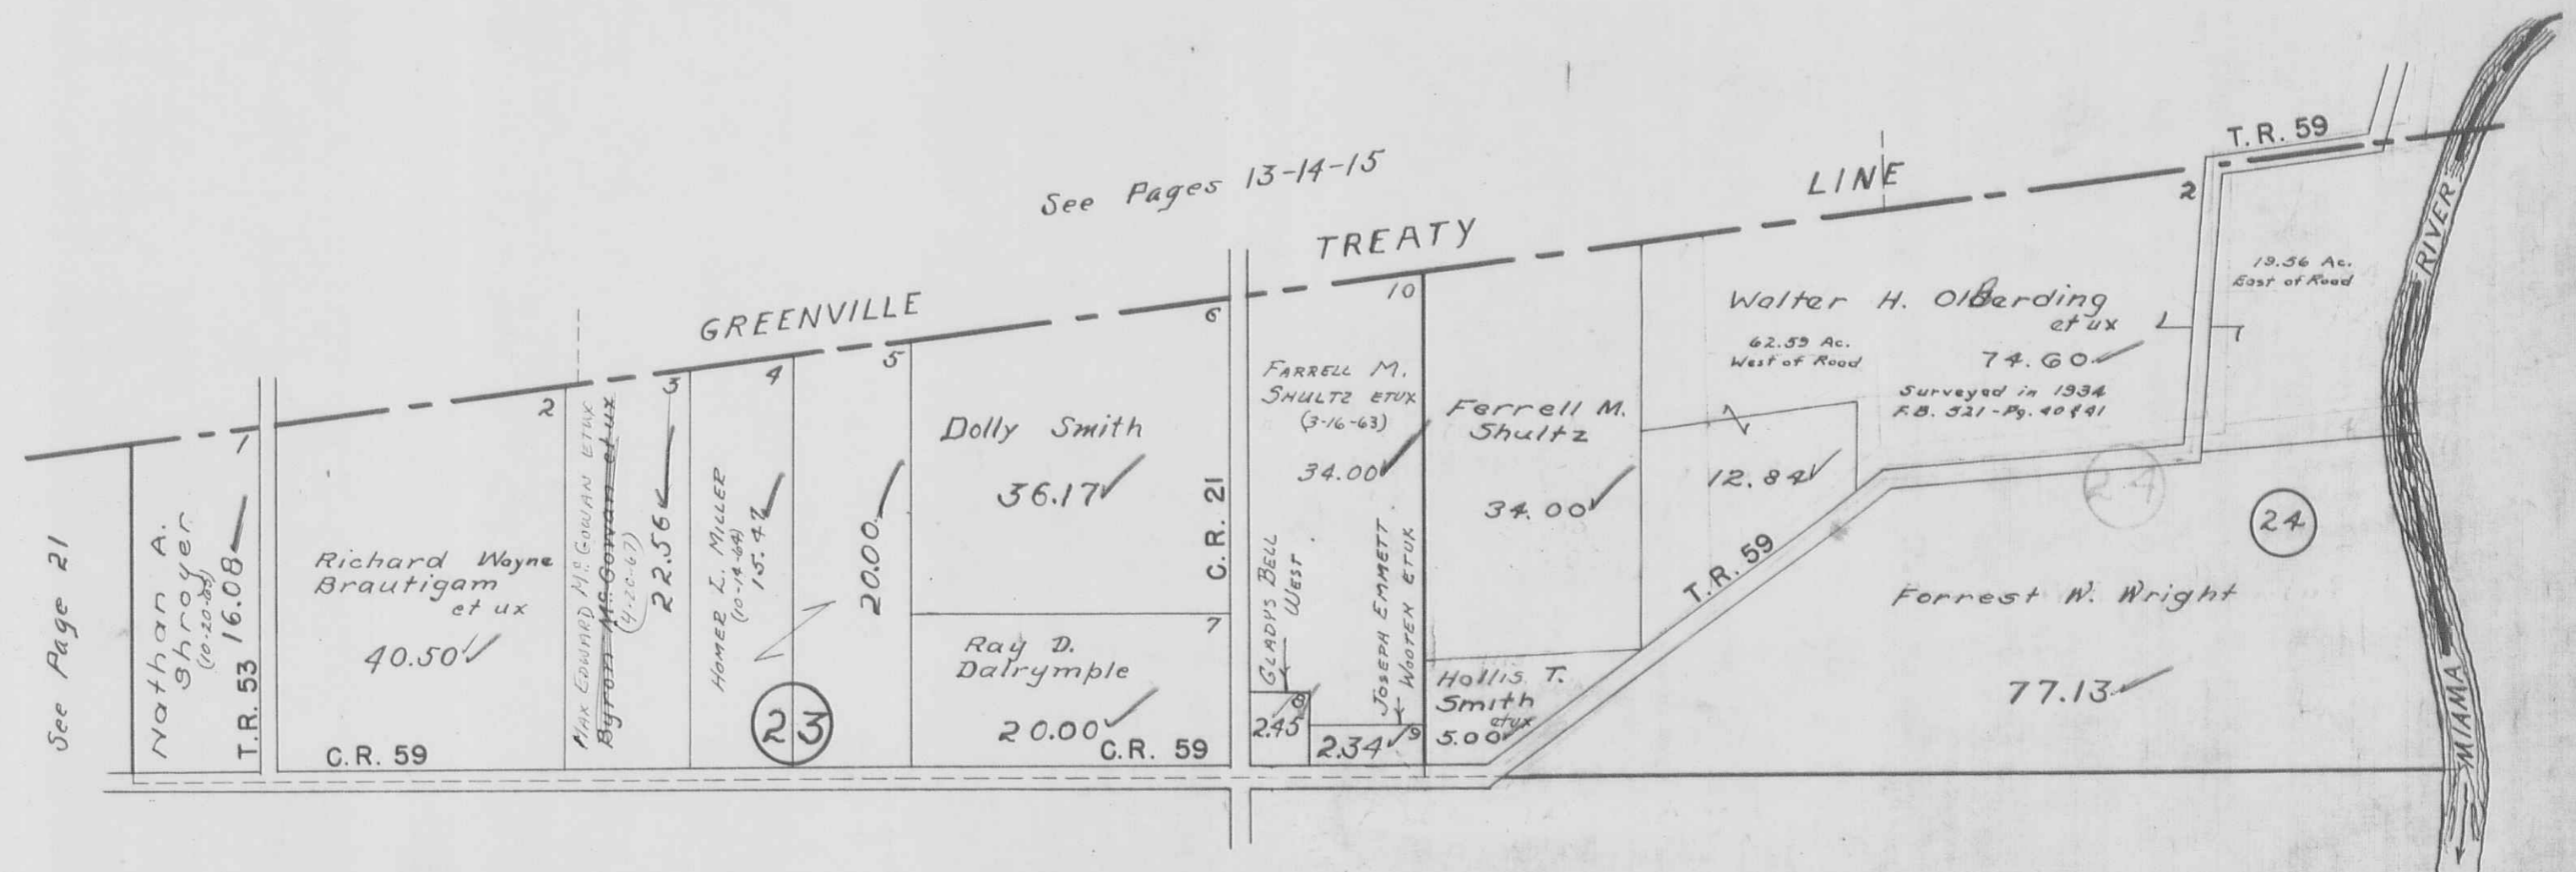 See Pages 13-14-15
GREENVILLE
TREATY
LINE
T.R. 59
See Page 21
Nathan A.
Shroyer
(10-20-65)
16.08
1
T.R. 53
Richard Wayne
Brautigam
et ux
40.50
2
C.R. 59
MAX EDWARD Mc GOWAN ETUX
Byron McGowan et ux
(4-20-67)
22.56
3
HOMER L. MILLER
(10-14-64)
15.47
4
23
20.00
5
Dolly Smith
36.17
6
C.R. 21
Ray D.
Dalrymple
20.00
7
C.R. 59
FARRELL M.
SHULTZ ETUX
(3-16-63)
34.00
10
GLADYS BELL
WEST
2.45
8
JOSEPH EMMETT
WOOTEN ETUX
2.34
9
Ferrell M.
Shultz
34.00
Hollis T.
Smith
etux
5.00
Walter H. Olberding
et ux
62.59 Ac.
West of Road
74.60
Surveyed in 1934
F.B. 521-Pg. 40&41
2
19.56 Ac.
East of Road
12.84
T.R. 59
24
24
Forrest W. Wright
77.13
RIVER
MIAMA